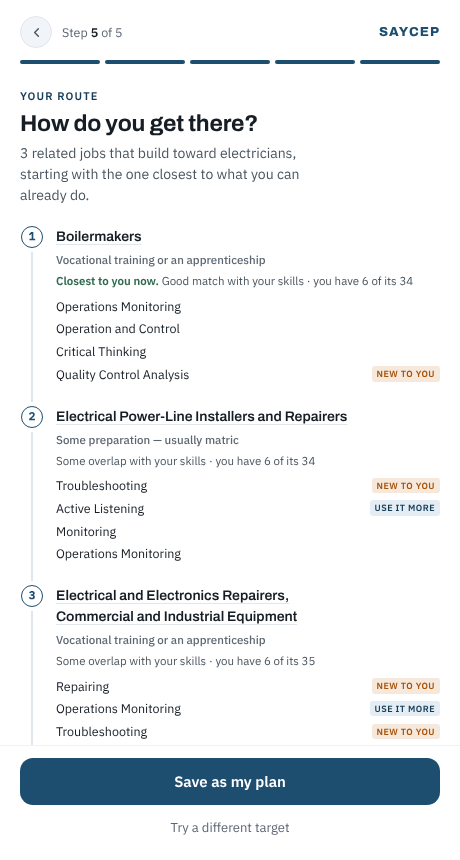 Step 5 of 5
SAYCEP
YOUR ROUTE
How do you get there?
3 related jobs that build toward electricians,
starting with the one closest to what you can
already do.
1 Boilermakers
Vocational training or an apprenticeship
Closest to you now. Good match with your skills · you have 6 of its 34
Operations Monitoring
Operation and Control
Critical Thinking
Quality Control Analysis NEW TO YOU
2 Electrical Power-Line Installers and Repairers
Some preparation — usually matric
Some overlap with your skills · you have 6 of its 34
Troubleshooting NEW TO YOU
Active Listening USE IT MORE
Monitoring
Operations Monitoring
3 Electrical and Electronics Repairers,
Commercial and Industrial Equipment
Vocational training or an apprenticeship
Some overlap with your skills · you have 6 of its 35
Repairing NEW TO YOU
Operations Monitoring USE IT MORE
Troubleshooting NEW TO YOU
Save as my plan
Try a different target